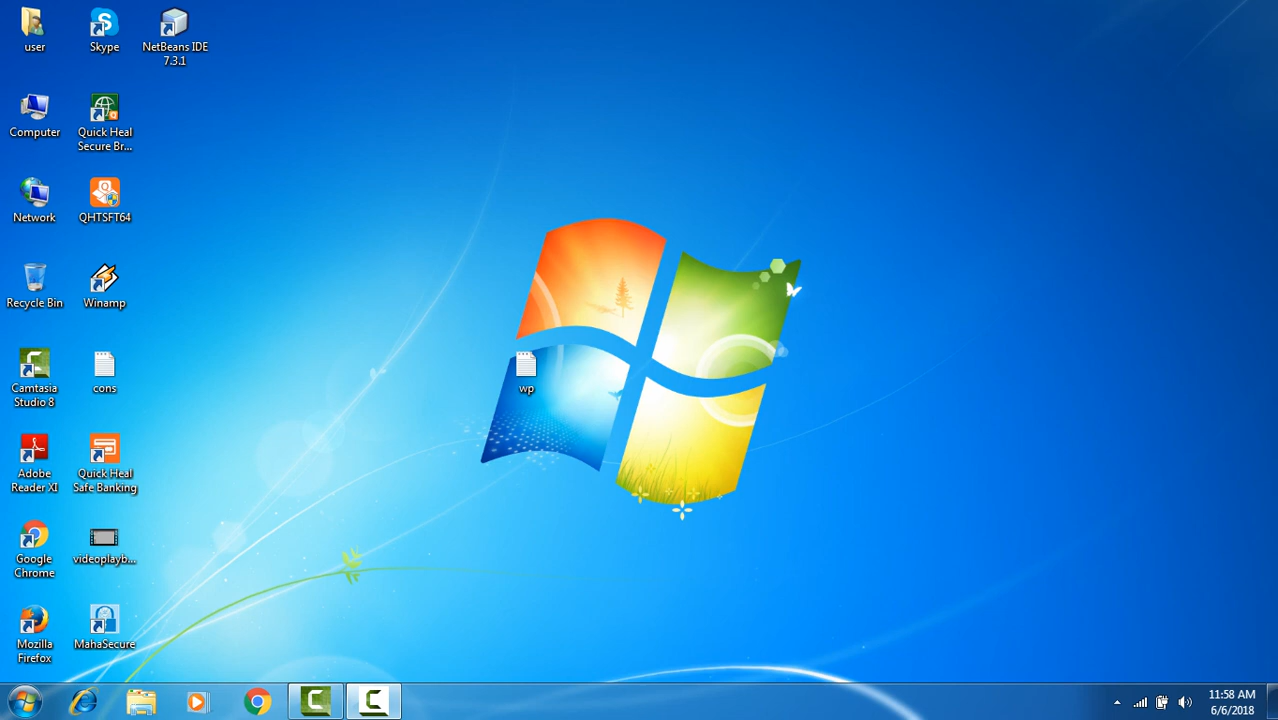 user
Skype
NetBeans IDE
7.3.1
Computer
Quick Heal
Secure Br...
Network
QHTSFT64
Recycle Bin
Winamp
Camtasia
Studio 8
cons
wp
Adobe
Reader XI
Quick Heal
Safe Banking
Google
Chrome
videoplayb...
Mozilla
Firefox
MahaSecure
11:58 AM
6/6/2018